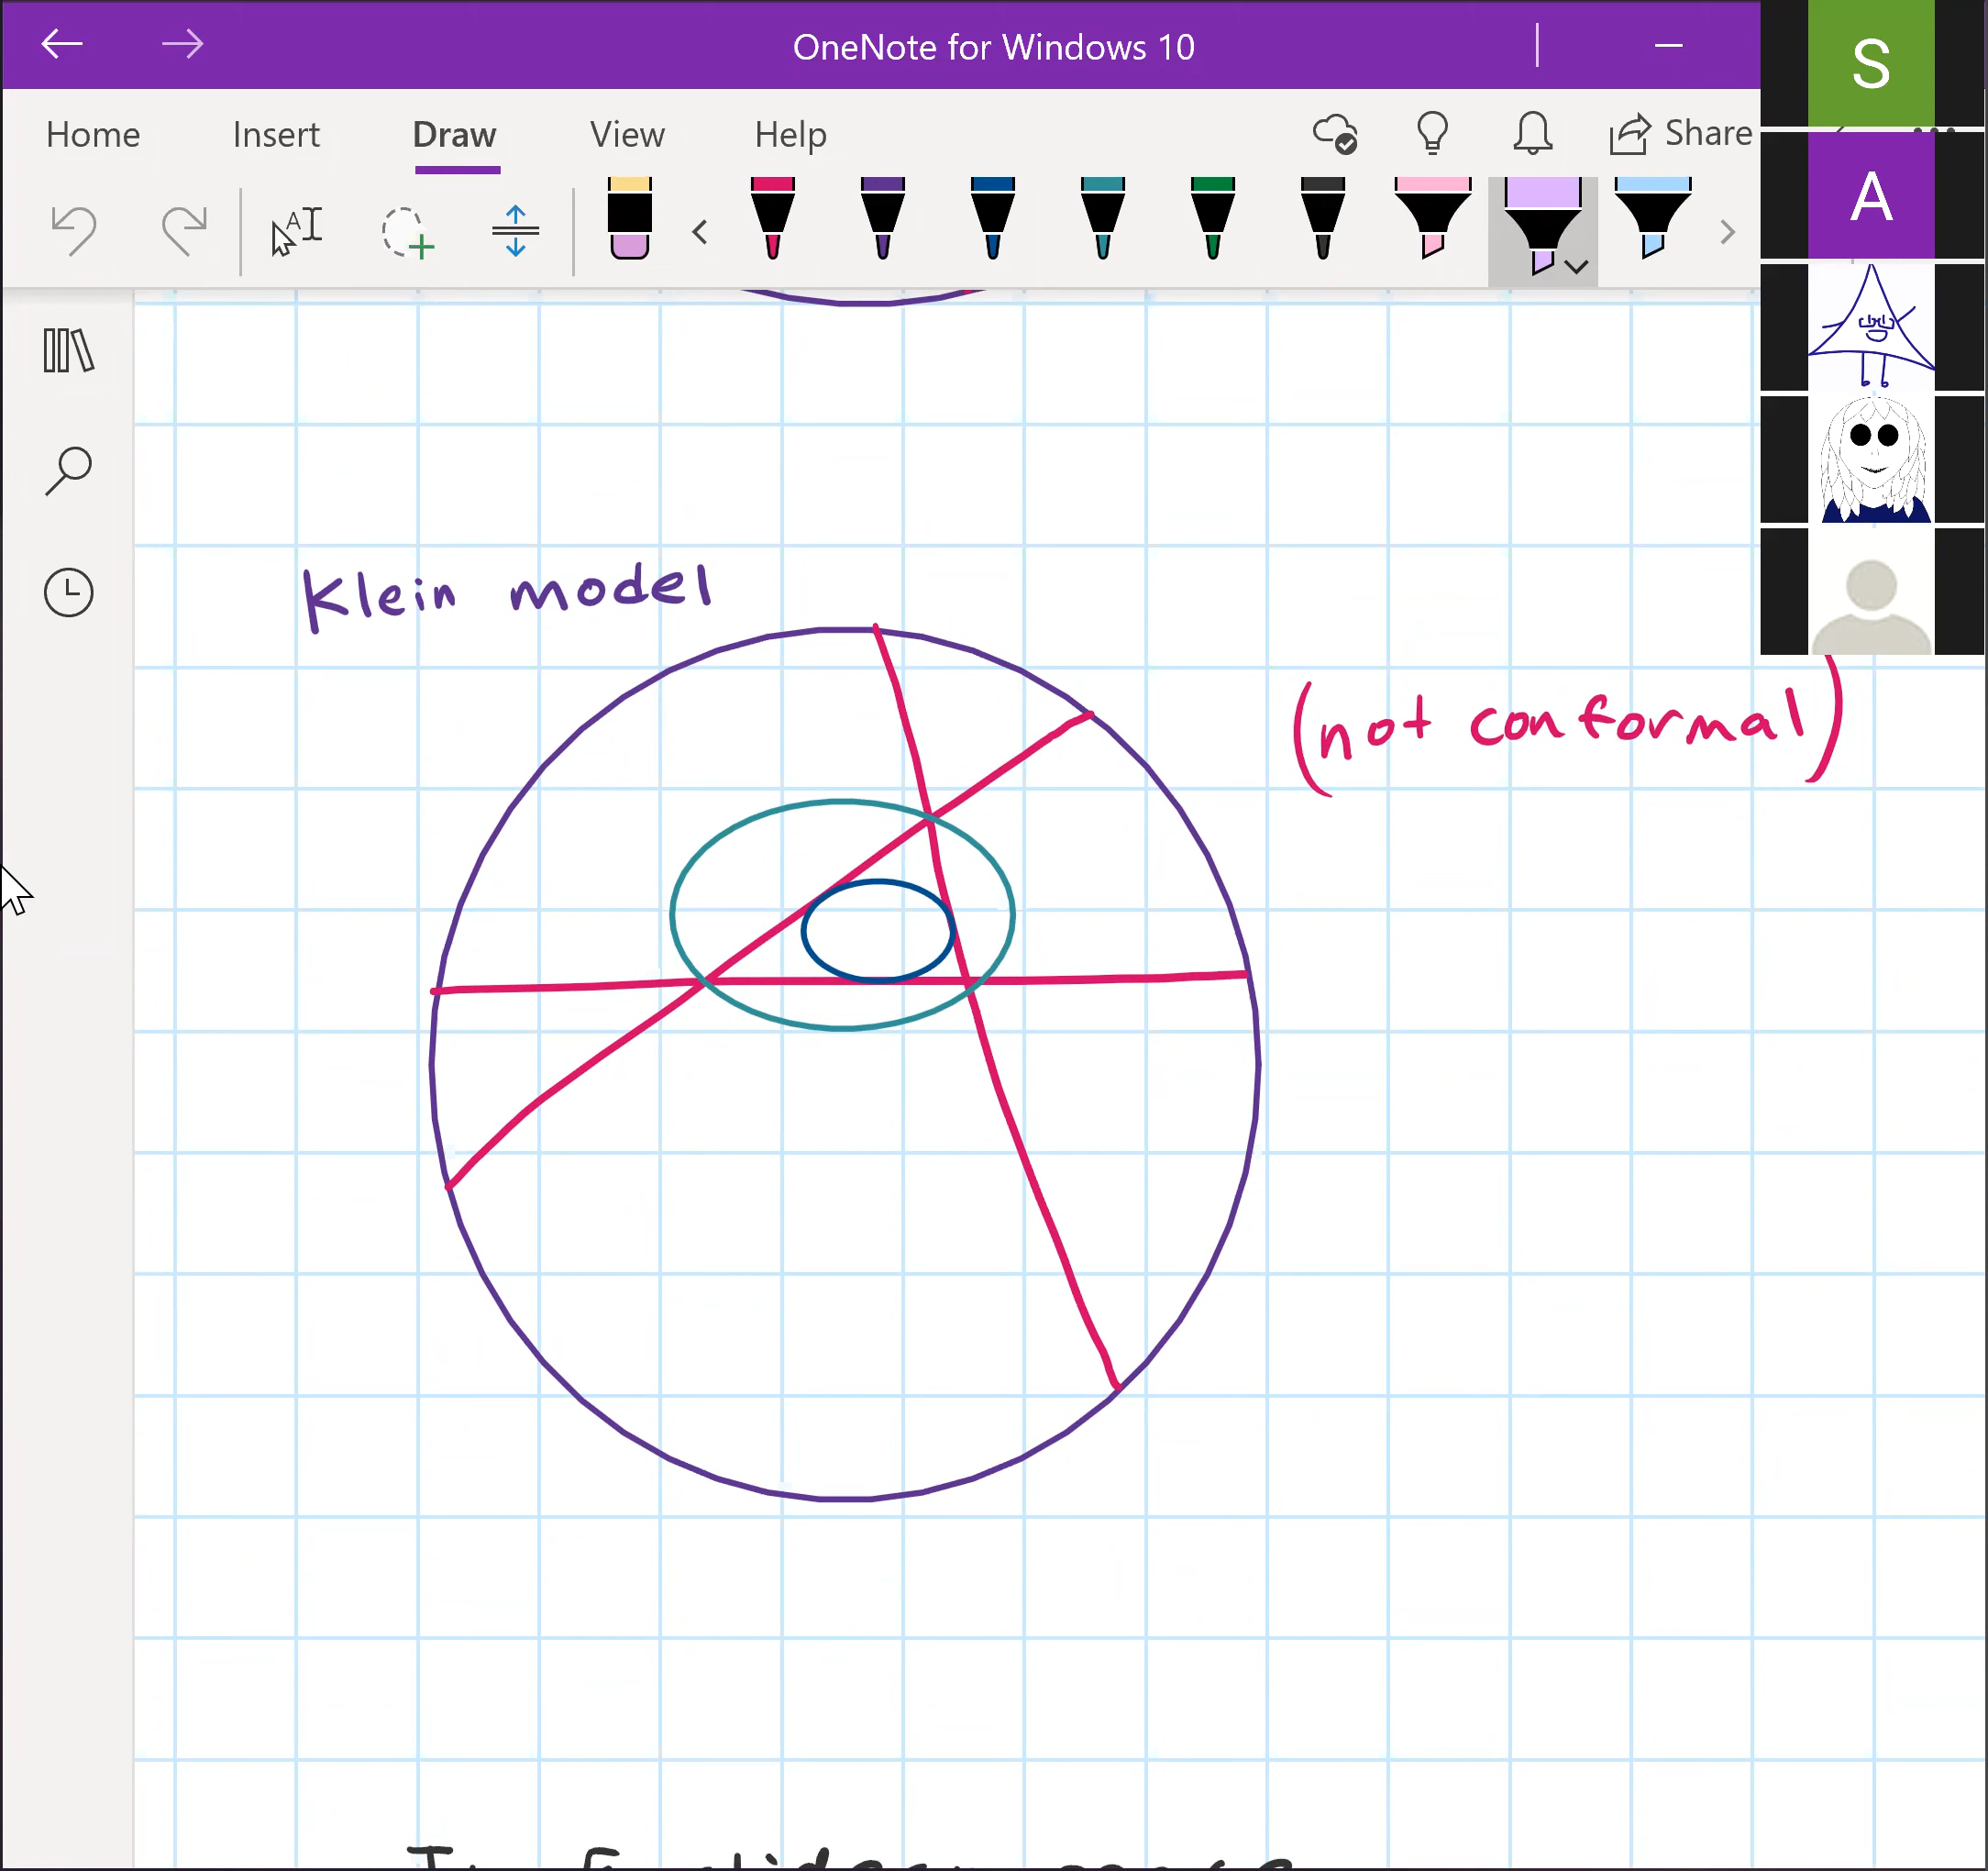 OneNote for Windows 10
S
Home Insert Draw View Help Share
A
Klein model
(not conformal)